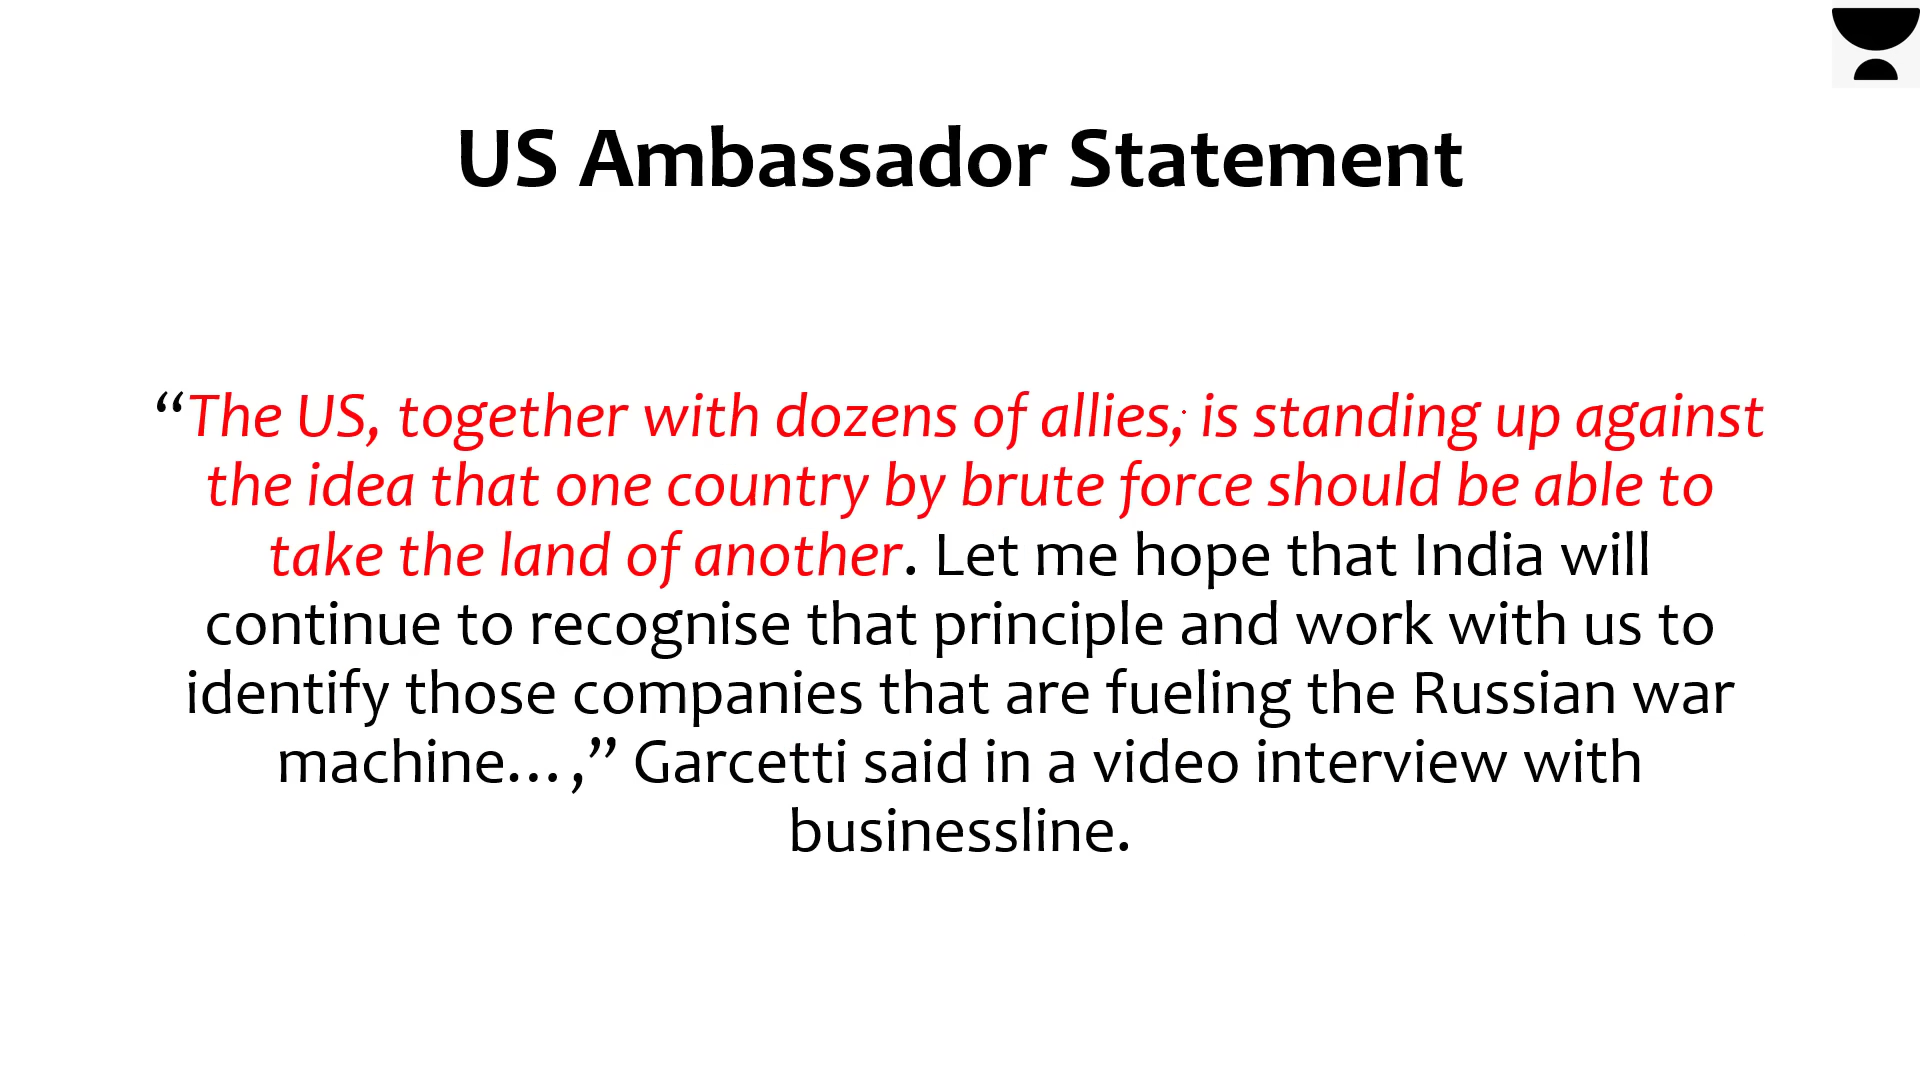 US Ambassador Statement
“The US, together with dozens of allies, is standing up against
the idea that one country by brute force should be able to
take the land of another. Let me hope that India will
continue to recognise that principle and work with us to
identify those companies that are fueling the Russian war
machine…,” Garcetti said in a video interview with
businessline.